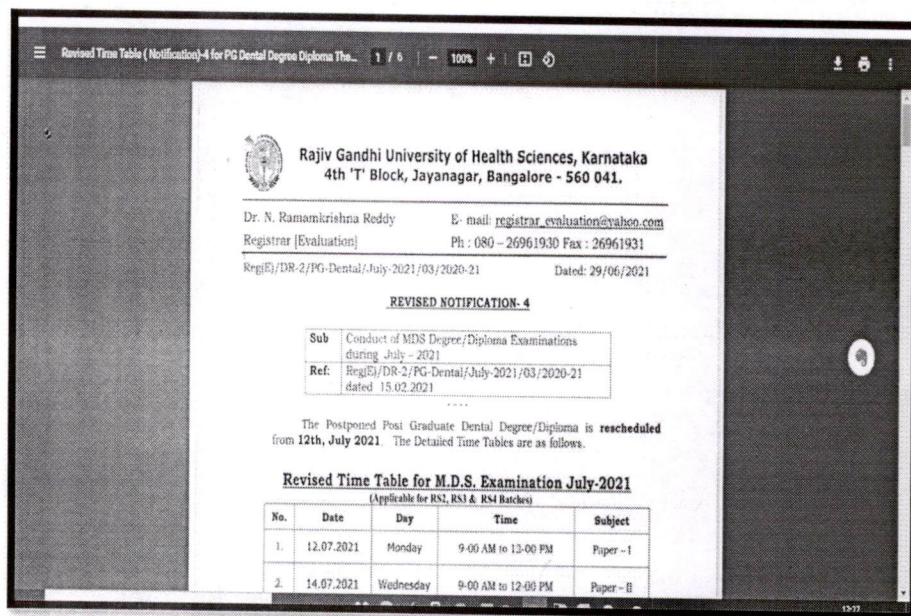 Revised Time Table ( Notification)-4 for PG Dental Degree Diploma The... 1 / 6 100%
Rajiv Gandhi University of Health Sciences, Karnataka
4th 'T' Block, Jayanagar, Bangalore - 560 041.
Dr. N. Ramamkrishna Reddy E- mail: registrar_evaluation@yahoo.com
Registrar [Evaluation] Ph : 080 – 26961930 Fax : 26961931
Reg(E)/DR-2/PG-Dental/July-2021/03/2020-21 Dated: 29/06/2021
REVISED NOTIFICATION- 4
Sub Conduct of MDS Degree/Diploma Examinations
during July – 2021
Ref: Reg(E)/DR-2/PG-Dental/July-2021/03/2020-21
dated 15.02.2021
The Postponed Post Graduate Dental Degree/Diploma is rescheduled
from 12th, July 2021. The Detailed Time Tables are as follows.
Revised Time Table for M.D.S. Examination July-2021
(Applicable for RS2, RS3 & RS4 Batches)
No. Date Day Time Subject
1. 12.07.2021 Monday 9-00 AM to 12-00 PM Paper – I
2. 14.07.2021 Wednesday 9-00 AM to 12-00 PM Paper – II